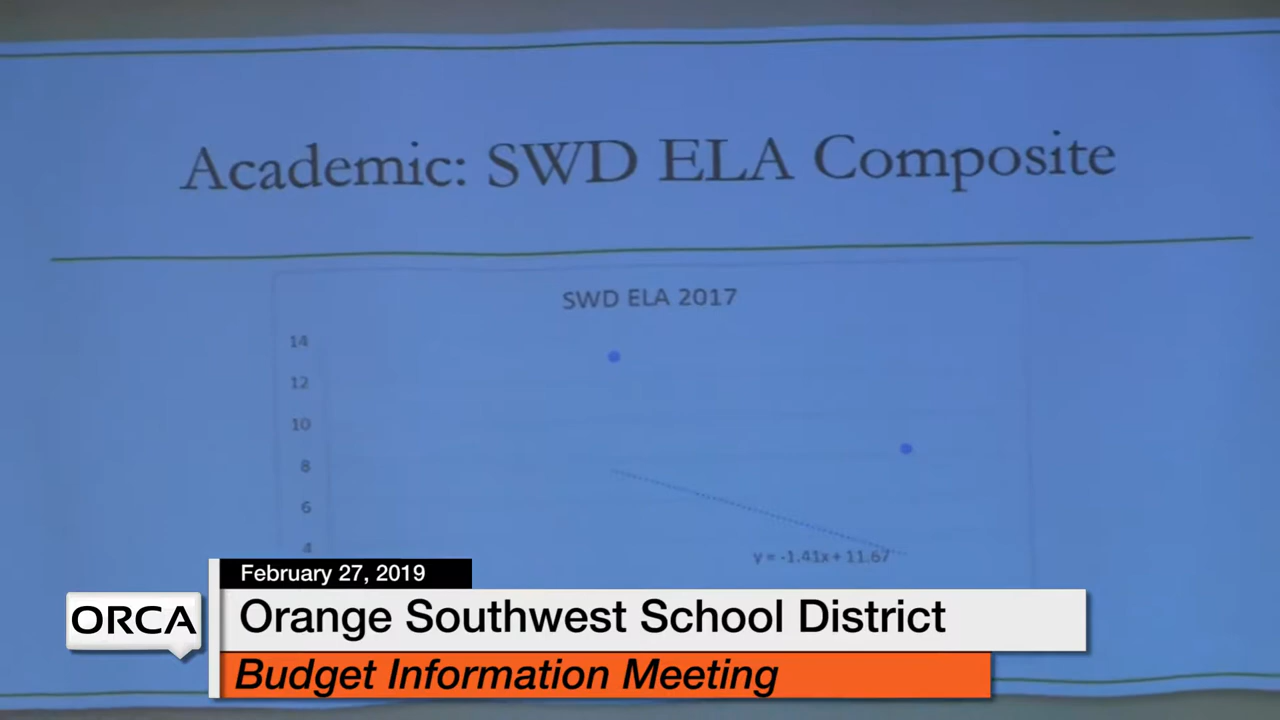 Academic: SWD ELA Composite
SWD ELA 2017
14
12
10
8
6
4
y = -1.41x + 11.67
February 27, 2019
ORCA
Orange Southwest School District
Budget Information Meeting